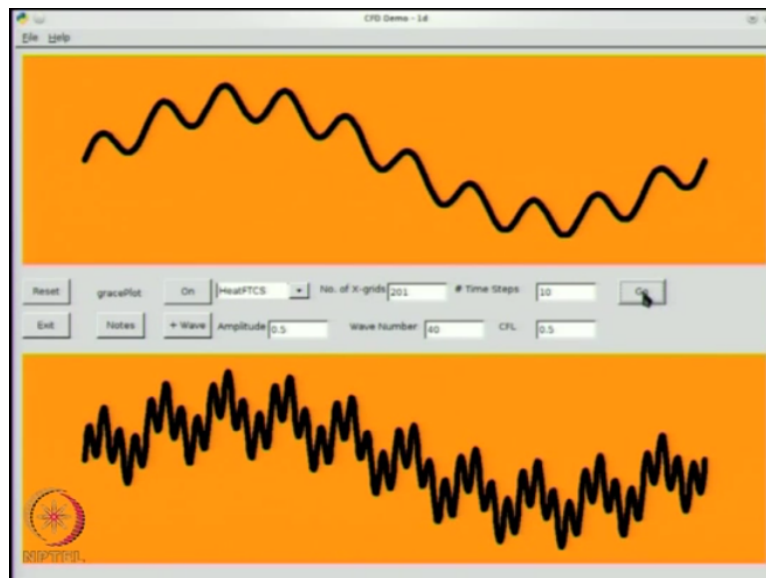 CFD Demo - 1d
File Help
Reset gracePlot On HeatFTCS No. of X-grids 201 # Time Steps 10 Go
Exit Notes + Wave Amplitude 0.5 Wave Number 40 CFL 0.5
NPTEL